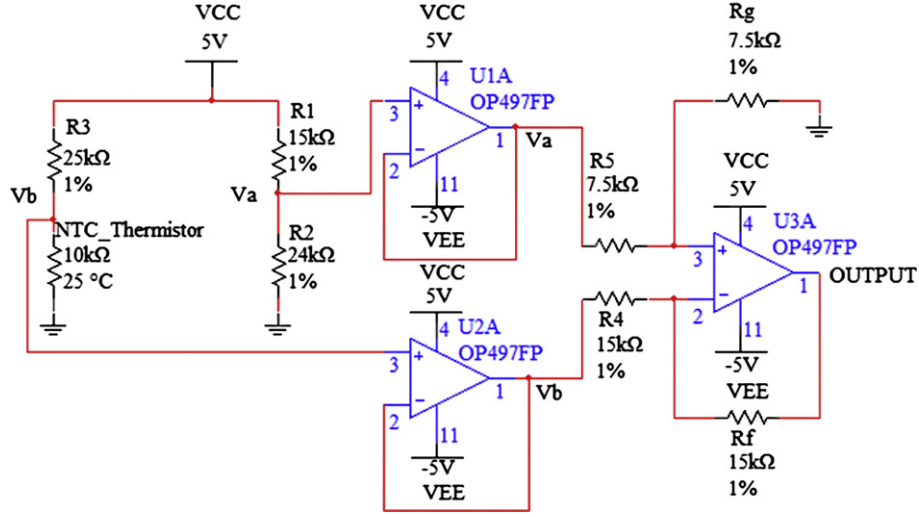 VCC
5V
VCC
5V
Rg
7.5kΩ
1%
R3
25kΩ
1%
R1
15kΩ
1%
4
U1A
OP497FP
3
+
−
2
1
11
-5V
VEE
Va
Vb
Va
R5
7.5kΩ
1%
VCC
5V
4
U3A
OP497FP
3
+
−
2
1
OUTPUT
11
-5V
VEE
NTC_Thermistor
10kΩ
25 °C
R2
24kΩ
1%
VCC
5V
4
U2A
OP497FP
3
+
−
2
1
11
-5V
VEE
Vb
R4
15kΩ
1%
Rf
15kΩ
1%